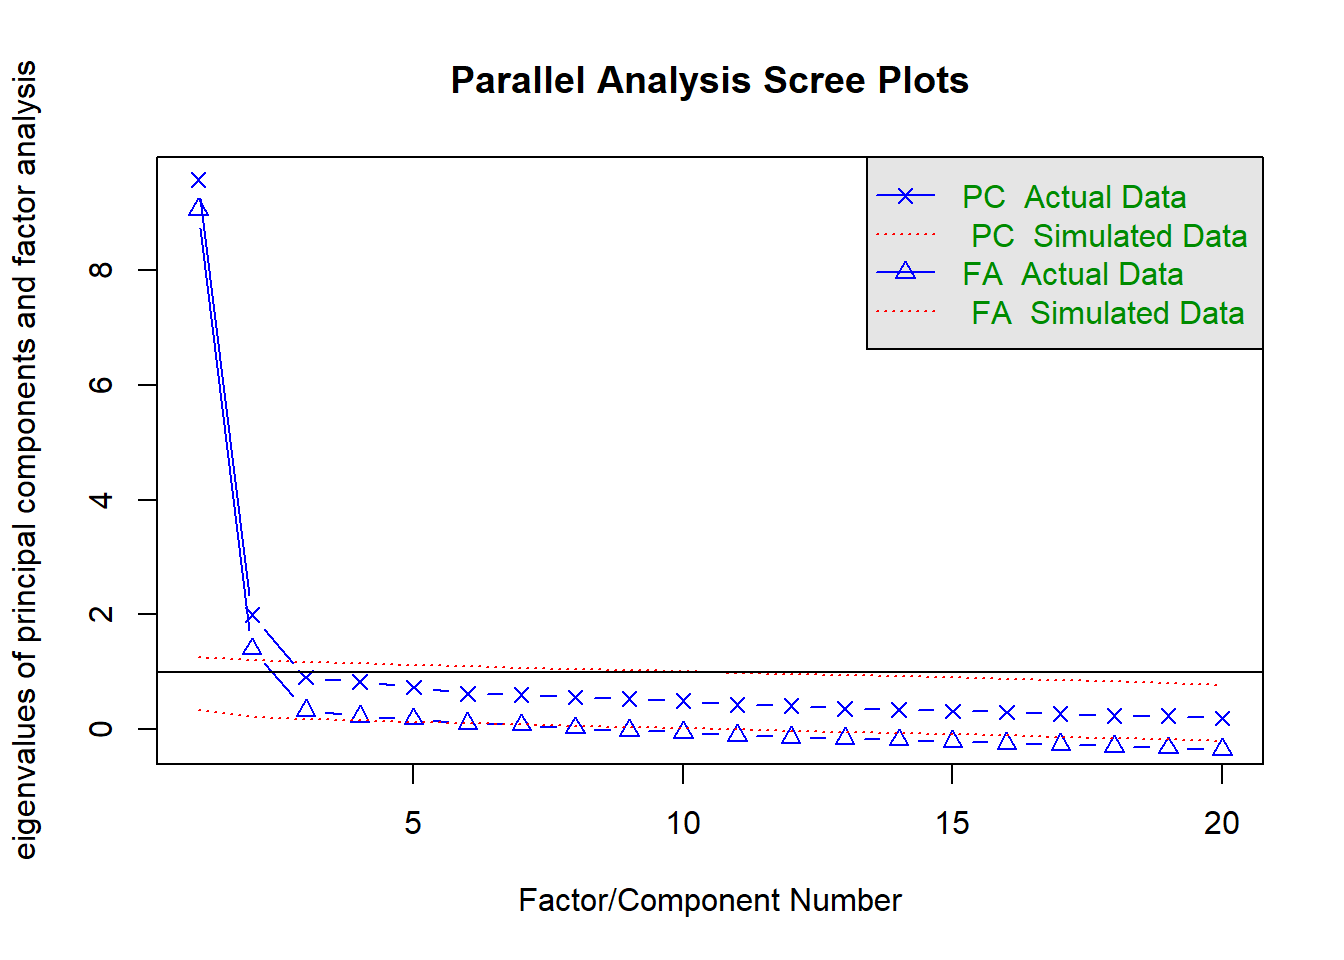 Parallel Analysis Scree Plots
eigenvalues of principal components and factor analysis
PC Actual Data
PC Simulated Data
FA Actual Data
FA Simulated Data
8
6
4
2
0
5 10 15 20
Factor/Component Number